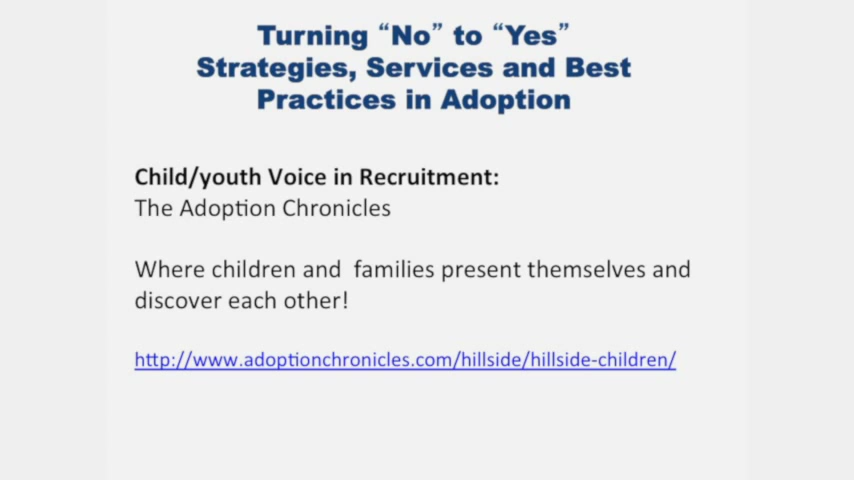 Turning “No” to “Yes”
Strategies, Services and Best
Practices in Adoption
Child/youth Voice in Recruitment:
The Adoption Chronicles
Where children and  families present themselves and
discover each other!
http://www.adoptionchronicles.com/hillside/hillside-children/